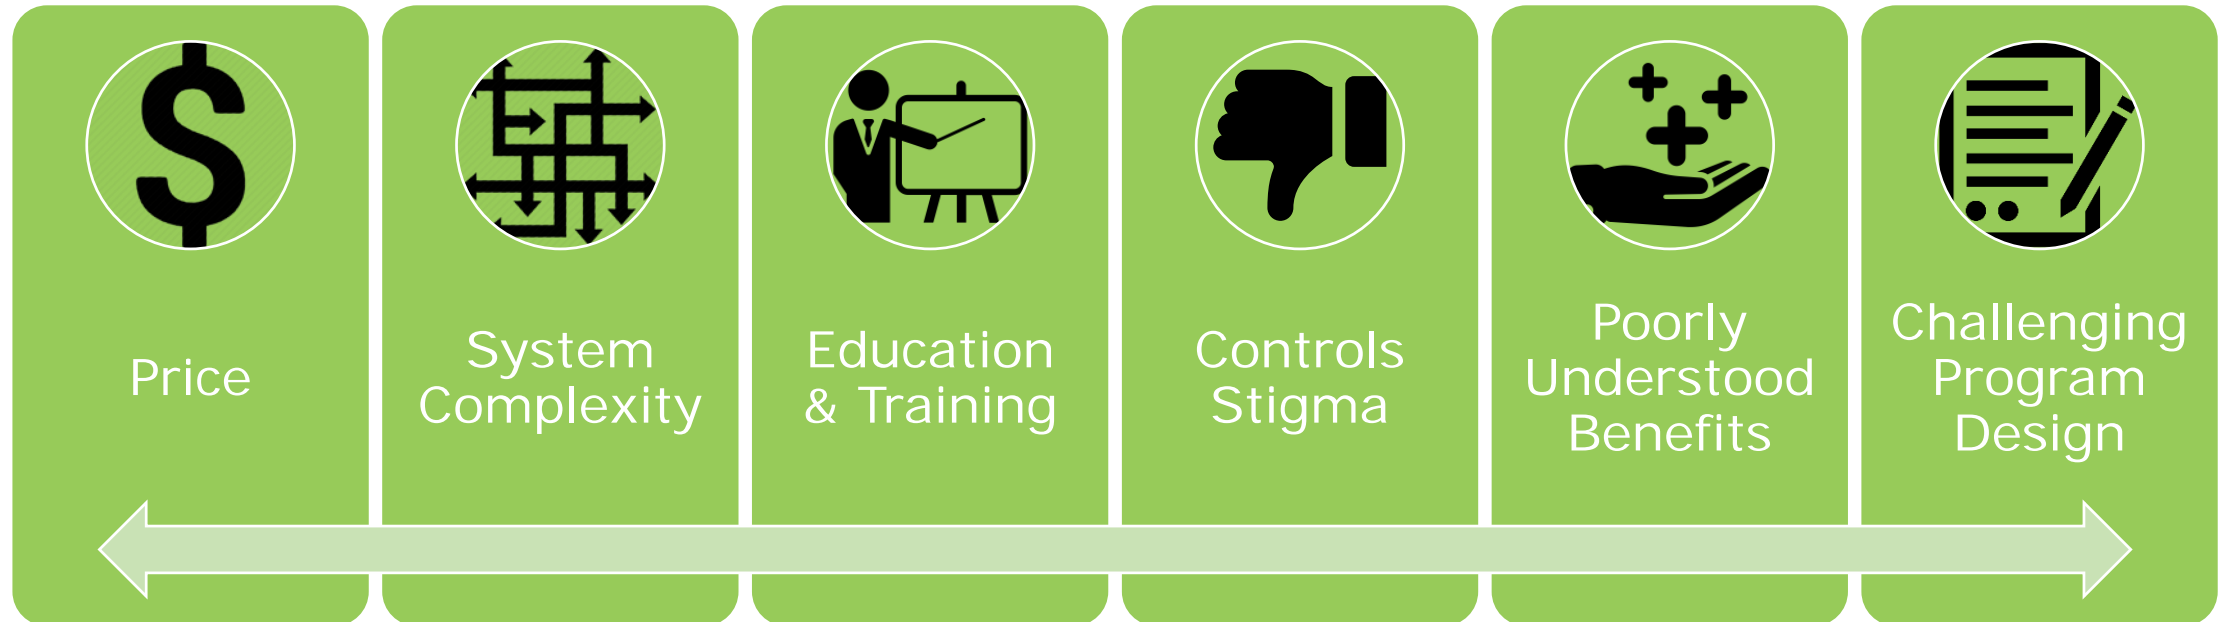 Price
System
Complexity
Education
& Training
Controls
Stigma
Poorly
Understood
Benefits
Challenging
Program
Design